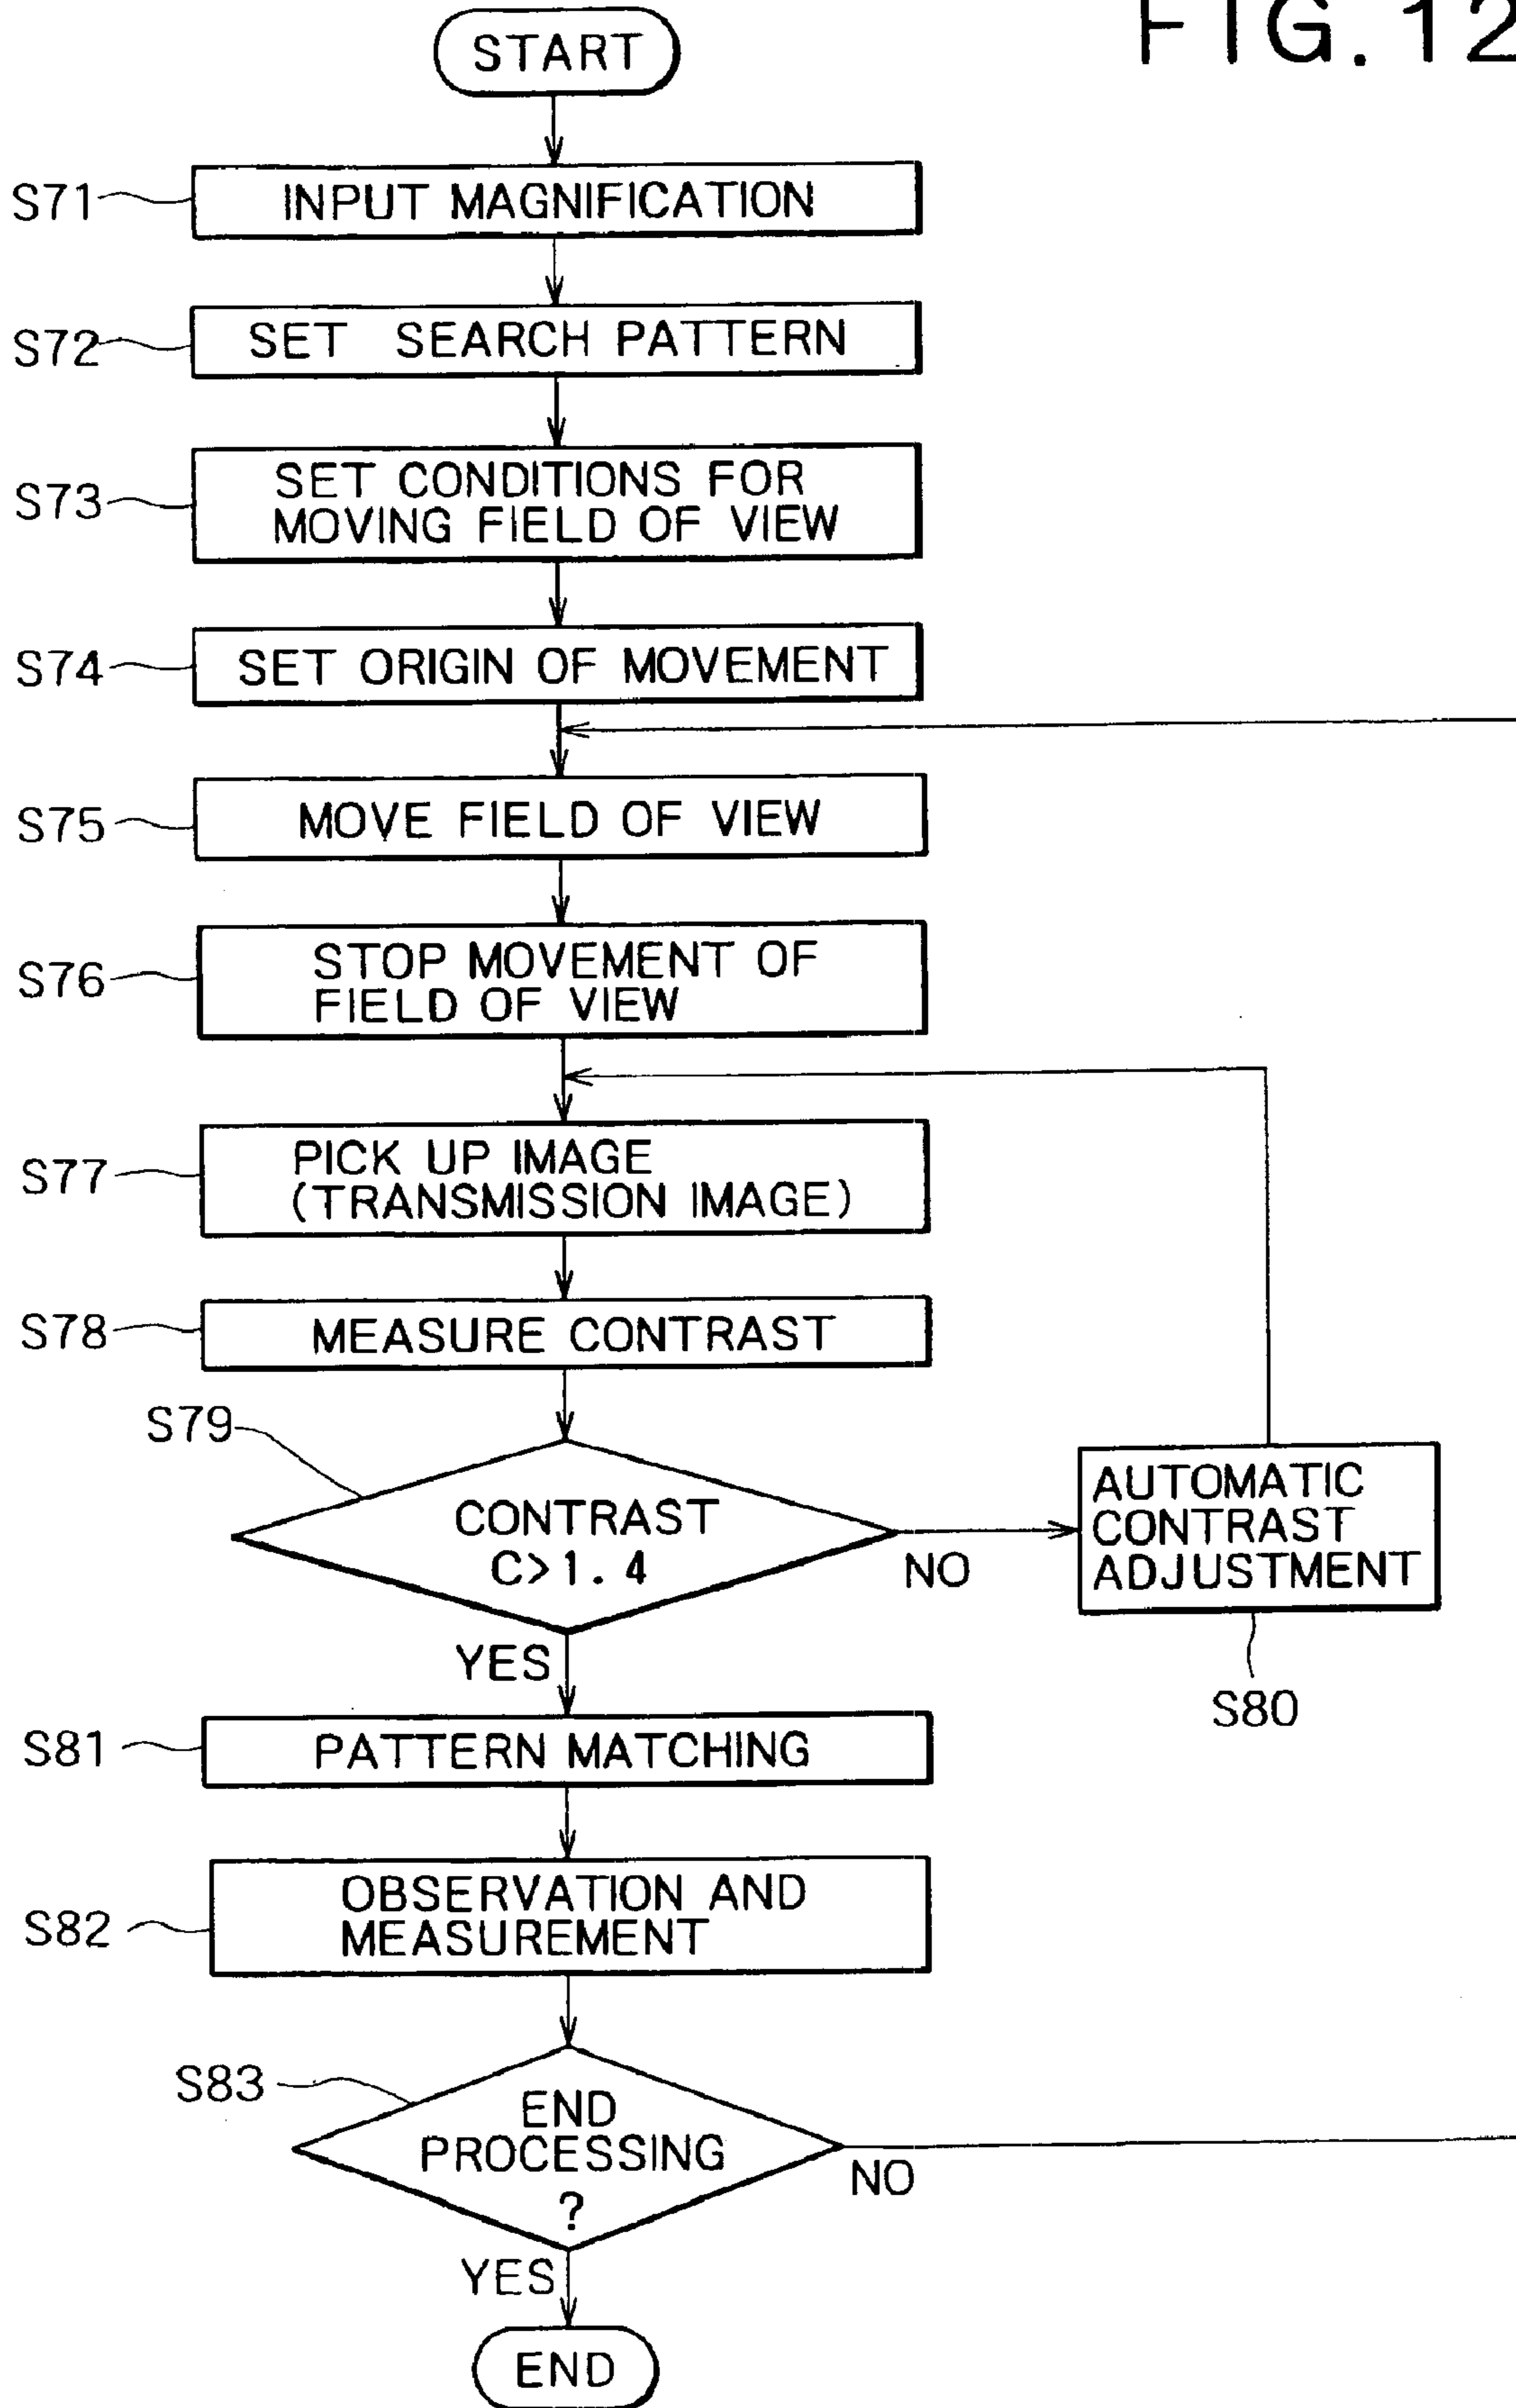 FIG. 12
START
S71
INPUT MAGNIFICATION
S72
SET SEARCH PATTERN
S73
SET CONDITIONS FOR
MOVING FIELD OF VIEW
S74
SET ORIGIN OF MOVEMENT
S75
MOVE FIELD OF VIEW
S76
STOP MOVEMENT OF
FIELD OF VIEW
S77
PICK UP IMAGE
(TRANSMISSION IMAGE)
S78
MEASURE CONTRAST
S79
CONTRAST
C>1.4
NO
AUTOMATIC
CONTRAST
ADJUSTMENT
S80
YES
S81
PATTERN MATCHING
S82
OBSERVATION AND
MEASUREMENT
S83
END
PROCESSING
?
NO
YES
END